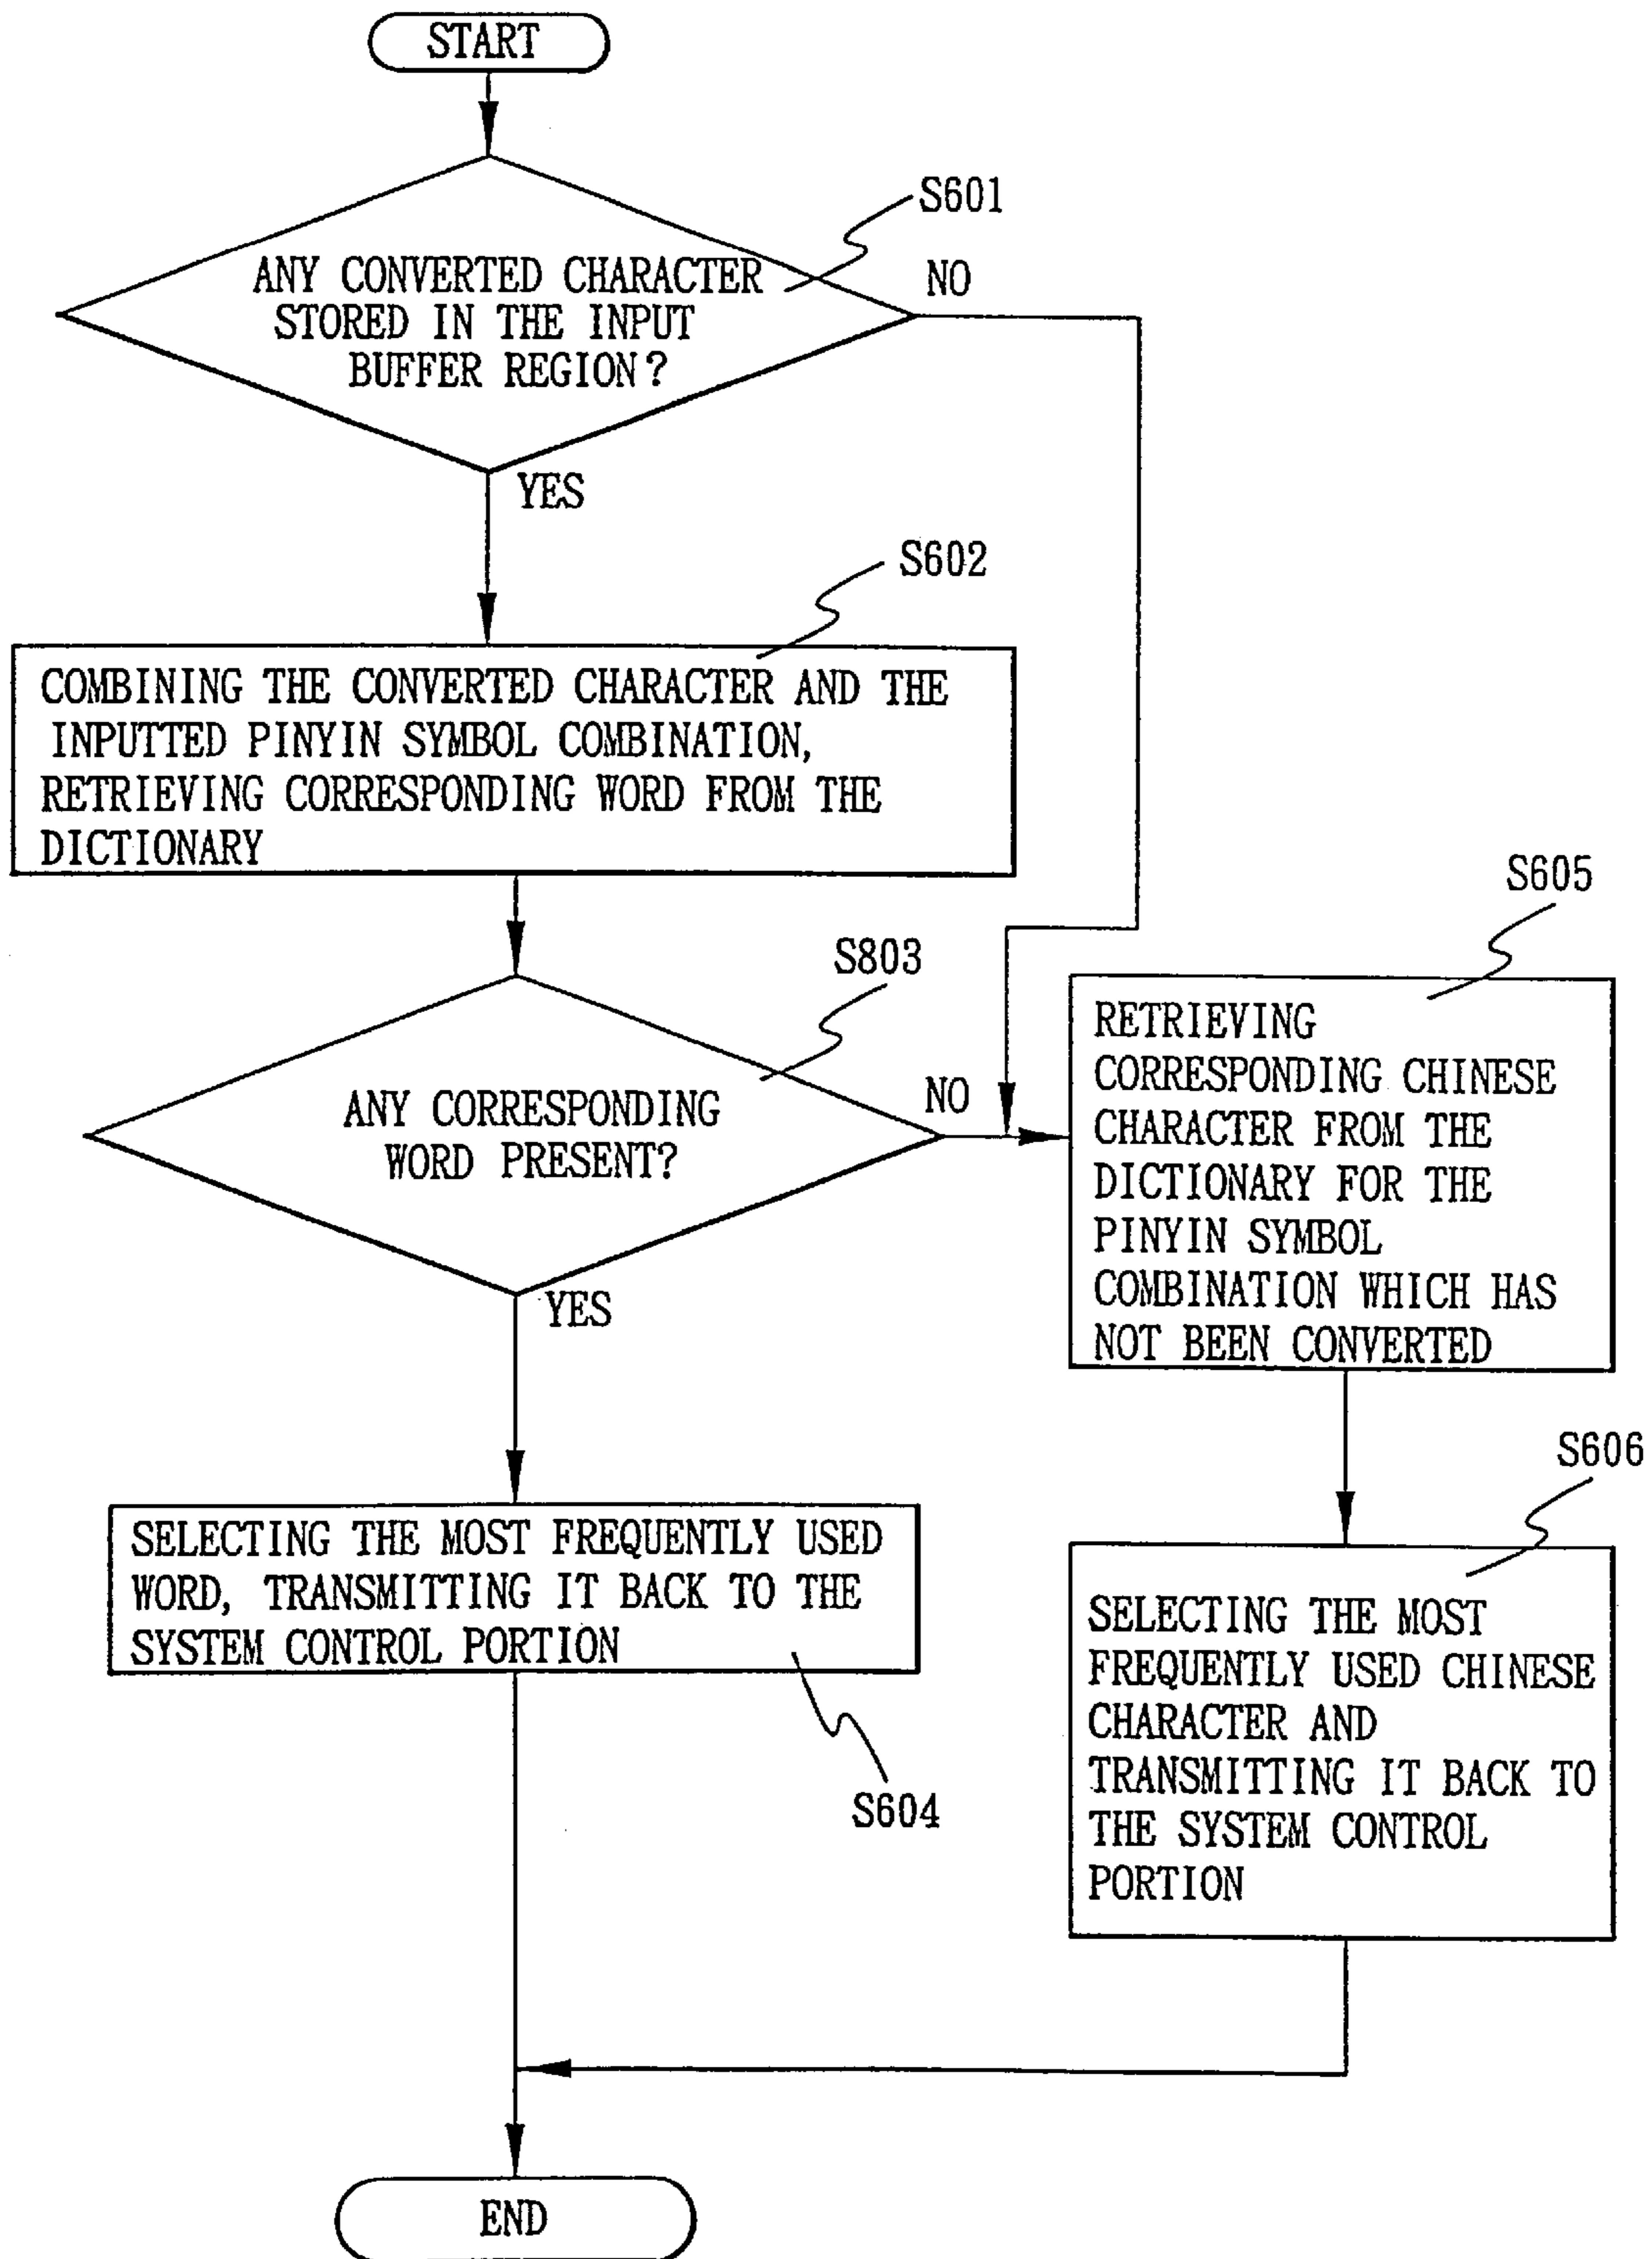 START
S601
ANY CONVERTED CHARACTER
STORED IN THE INPUT
BUFFER REGION?
NO
YES
S602
COMBINING THE CONVERTED CHARACTER AND THE
INPUTTED PINYIN SYMBOL COMBINATION,
RETRIEVING CORRESPONDING WORD FROM THE
DICTIONARY
S803
ANY CORRESPONDING
WORD PRESENT?
NO
YES
S605
RETRIEVING
CORRESPONDING CHINESE
CHARACTER FROM THE
DICTIONARY FOR THE
PINYIN SYMBOL
COMBINATION WHICH HAS
NOT BEEN CONVERTED
SELECTING THE MOST FREQUENTLY USED
WORD, TRANSMITTING IT BACK TO THE
SYSTEM CONTROL PORTION
S604
S606
SELECTING THE MOST
FREQUENTLY USED CHINESE
CHARACTER AND
TRANSMITTING IT BACK TO
THE SYSTEM CONTROL
PORTION
END